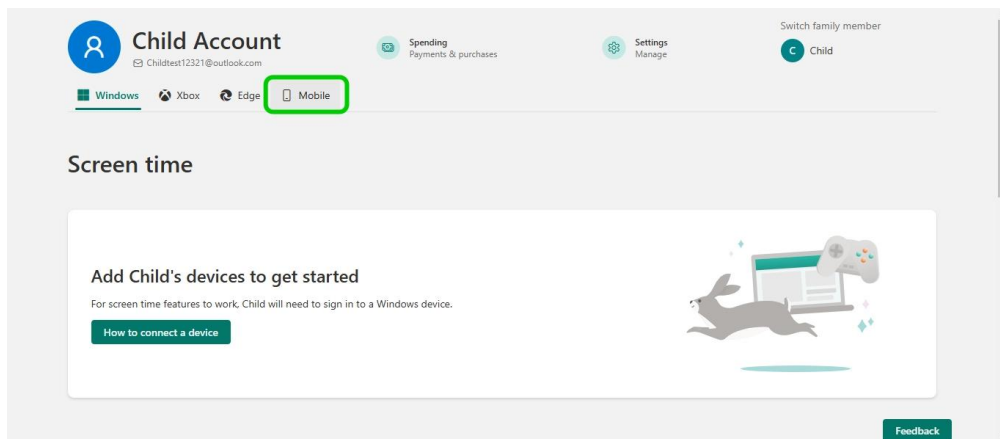 Child Account
Childtest12321@outlook.com
Spending
Payments & purchases
Settings
Manage
Switch family member
C Child
Windows Xbox Edge Mobile
Screen time
Add Child's devices to get started
For screen time features to work, Child will need to sign in to a Windows device.
How to connect a device
Feedback